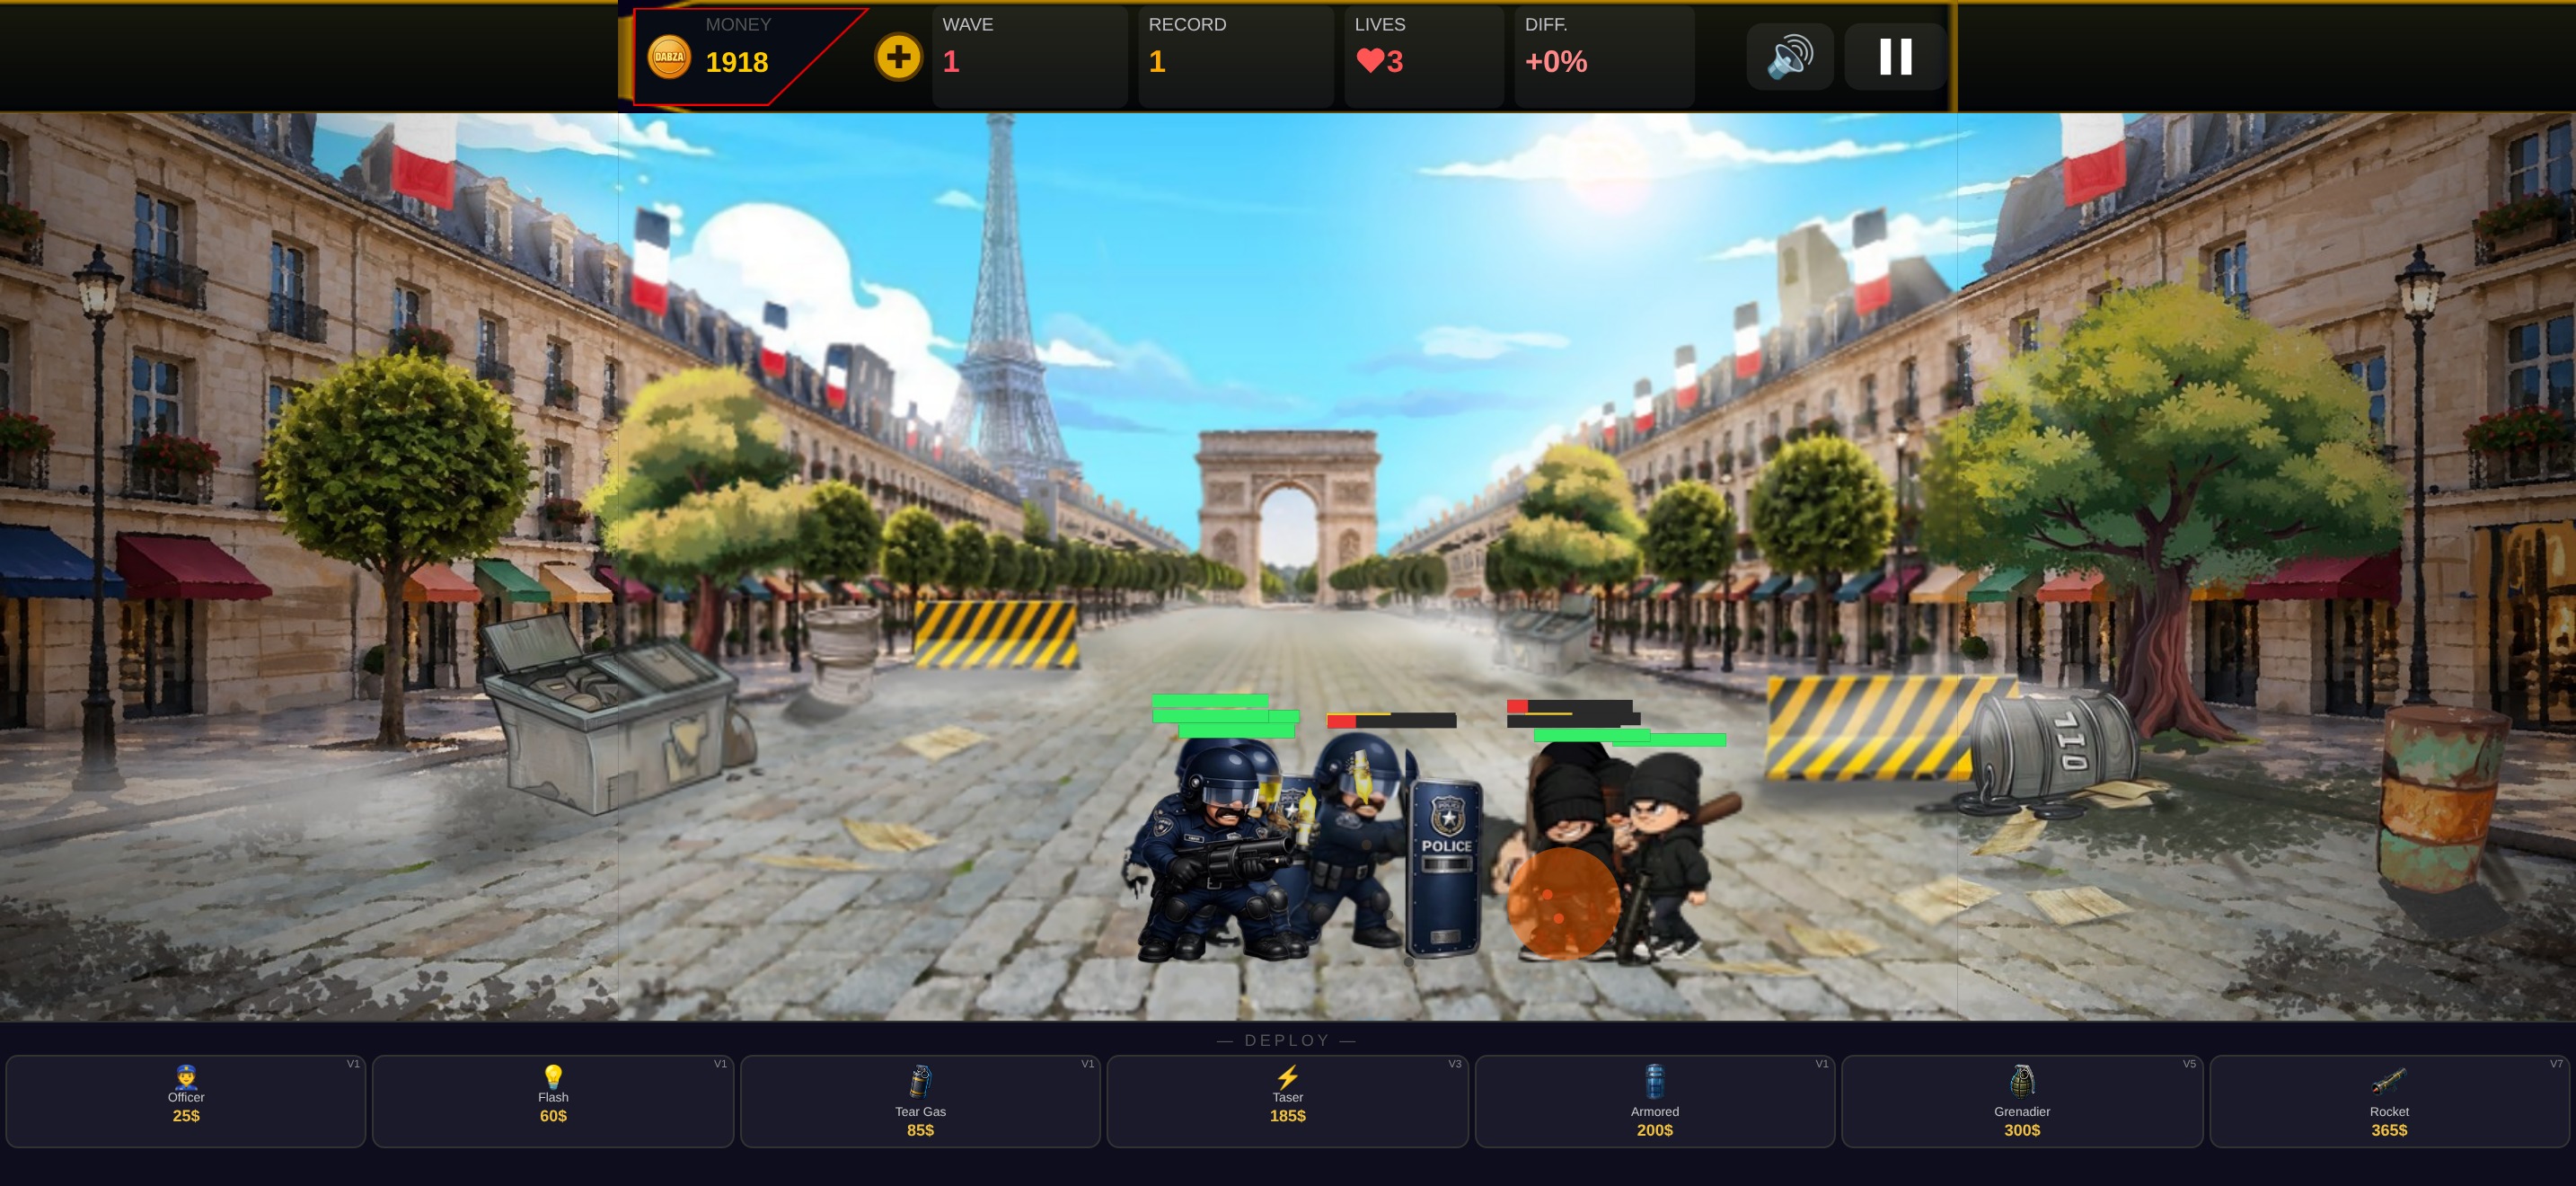 MONEY
DABZA
1918
WAVE
1
RECORD
1
LIVES
3
DIFF.
+0%
POLICE
— DEPLOY —
V1
Officer
25$
V1
Flash
60$
V1
Tear Gas
85$
V3
Taser
185$
V1
Armored
200$
V5
Grenadier
300$
V7
Rocket
365$